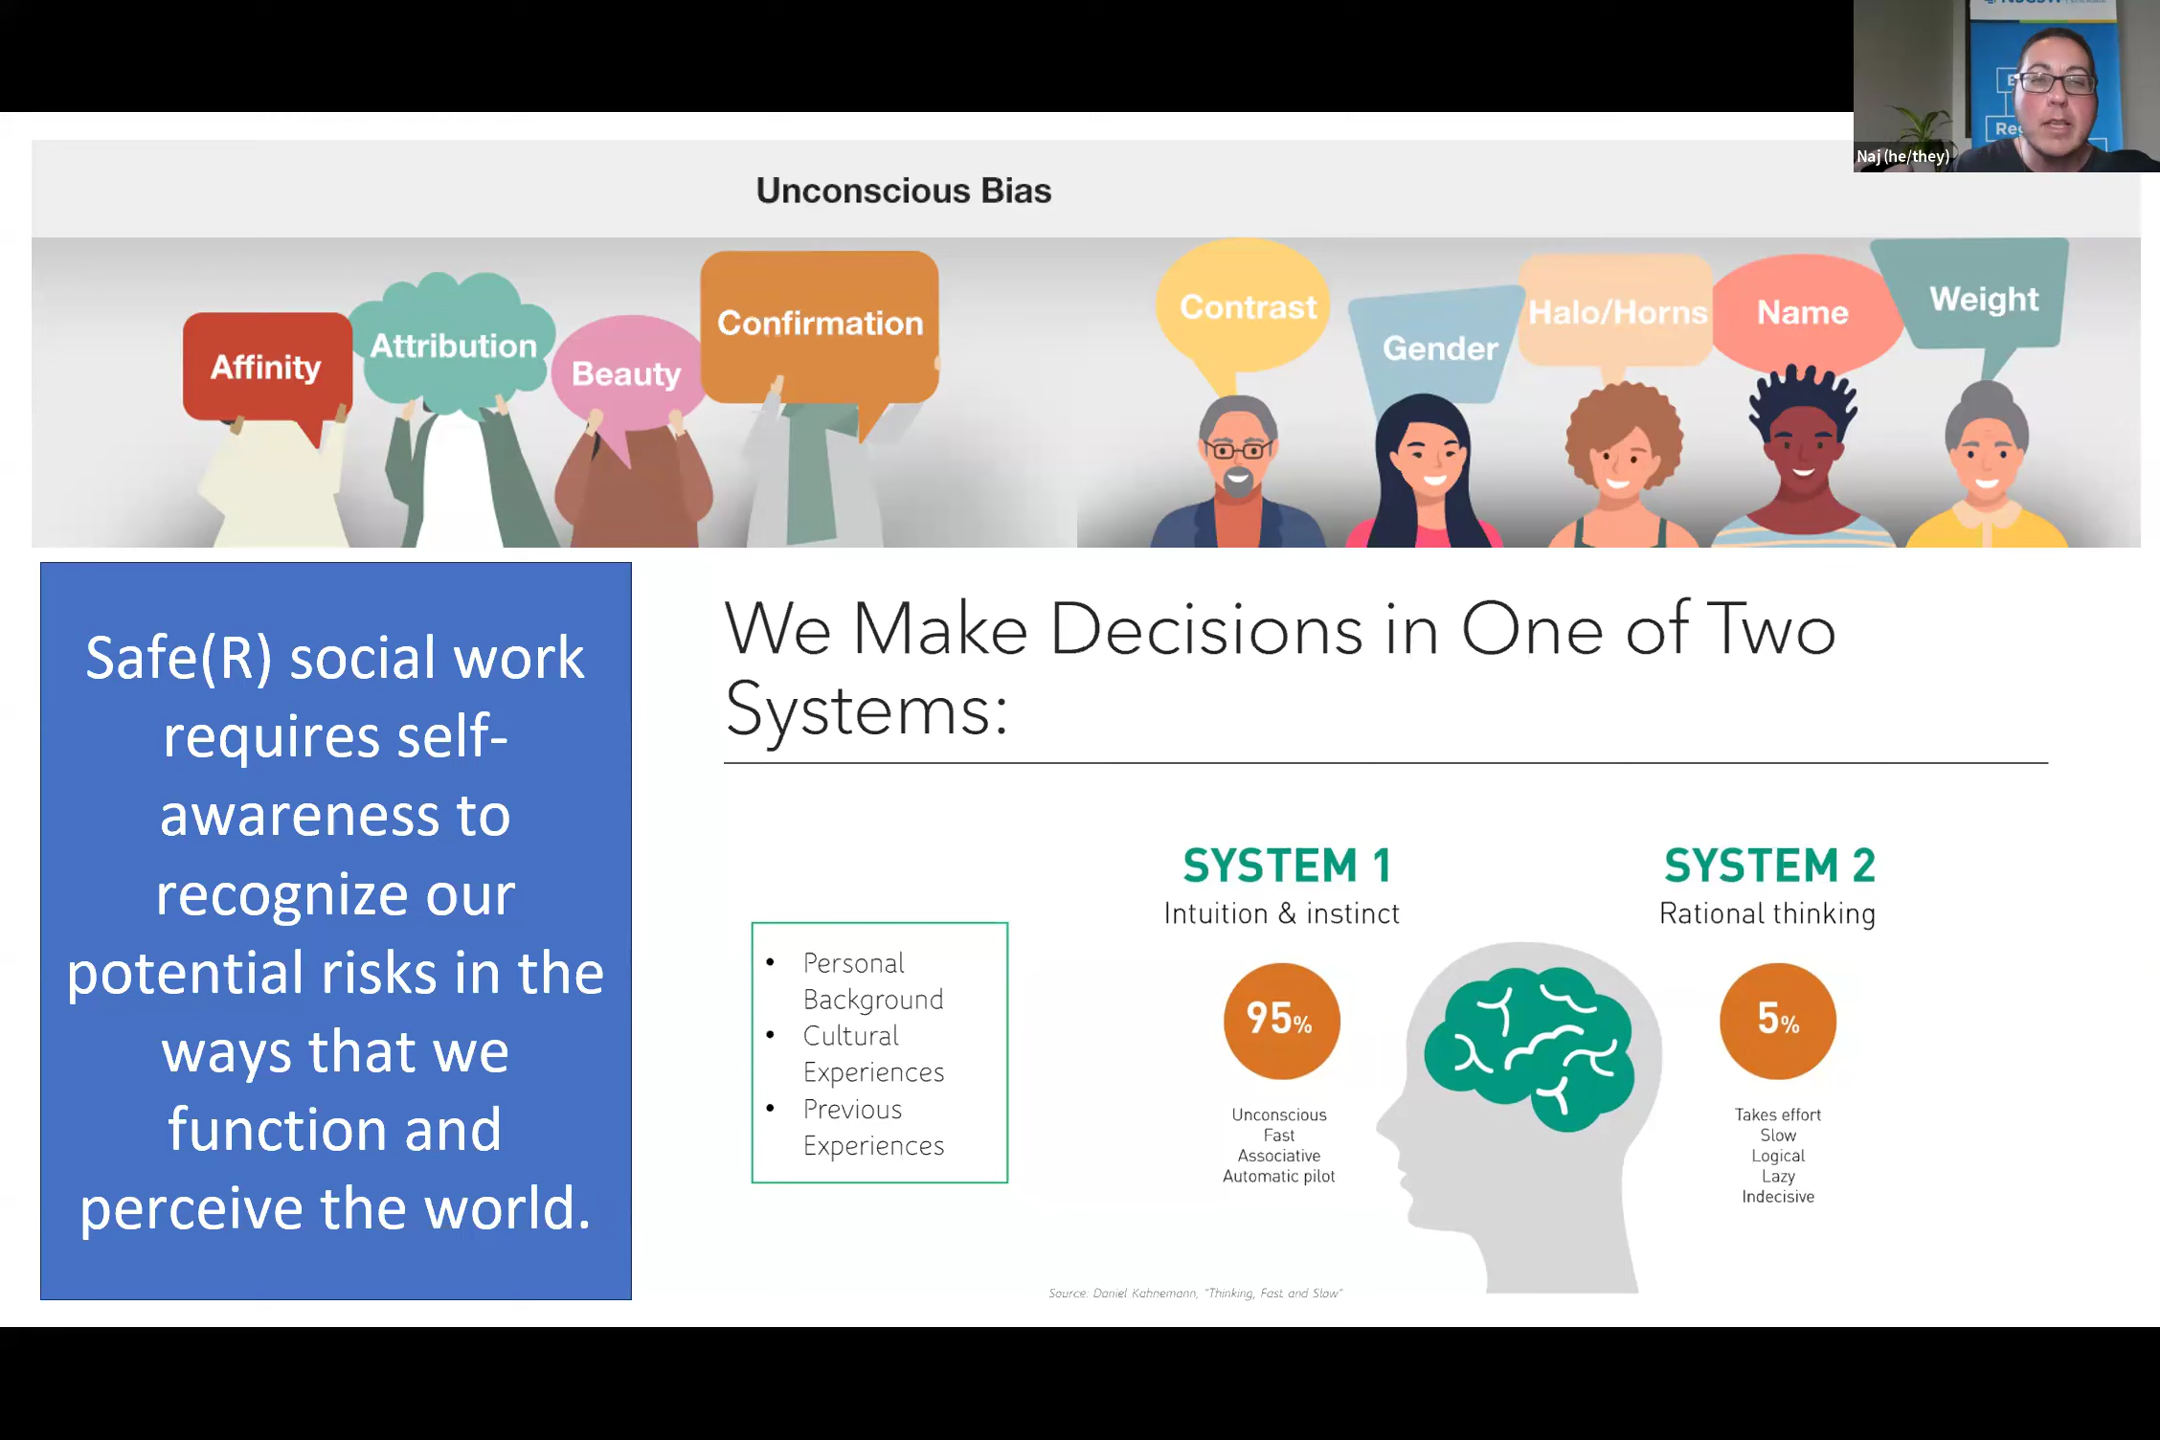 Naj (he/they)
Unconscious Bias
Affinity
Attribution
Beauty
Confirmation
Contrast
Gender
Halo/Horns
Name
Weight
Safe(R) social work
requires self-
awareness to
recognize our
potential risks in the
ways that we
function and
perceive the world.
We Make Decisions in One of Two
Systems:
• Personal
Background
• Cultural
Experiences
• Previous
Experiences
SYSTEM 1
Intuition & instinct
95%
Unconscious
Fast
Associative
Automatic pilot
SYSTEM 2
Rational thinking
5%
Takes effort
Slow
Logical
Lazy
Indecisive
Source: Daniel Kahnemann, "Thinking, Fast and Slow"